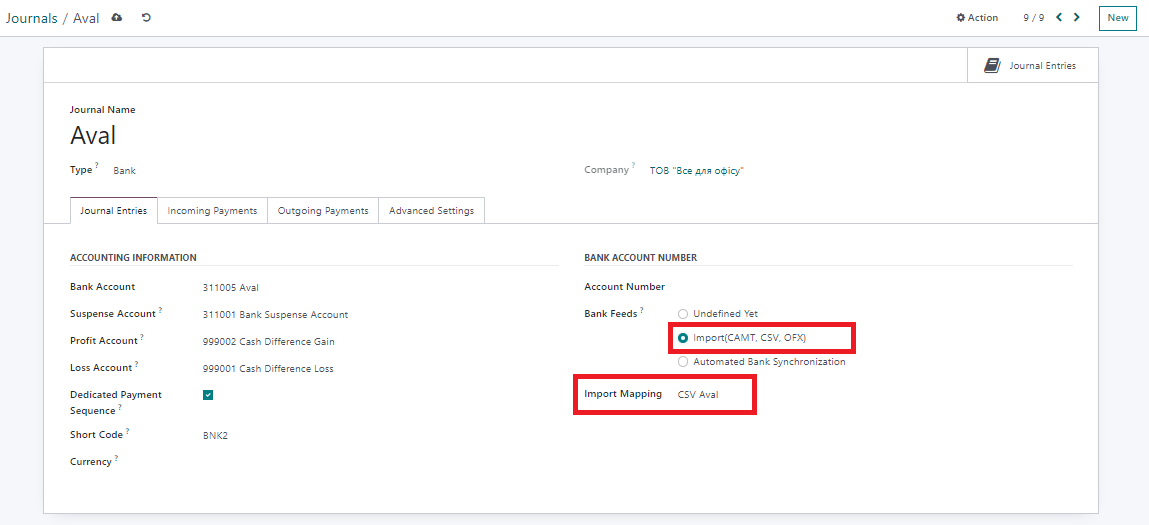 Journals / Aval
Action
9 / 9
New
Journal Entries
Journal Name
Aval
Type ?
Bank
Company ?
ТОВ "Все для офісу"
Journal Entries
Incoming Payments
Outgoing Payments
Advanced Settings
ACCOUNTING INFORMATION
Bank Account
311005 Aval
Suspense Account ?
311001 Bank Suspense Account
Profit Account ?
999002 Cash Difference Gain
Loss Account ?
999001 Cash Difference Loss
Dedicated Payment
Sequence ?
Short Code ?
BNK2
Currency ?
BANK ACCOUNT NUMBER
Account Number
Bank Feeds ?
Undefined Yet
Import(CAMT, CSV, OFX)
Automated Bank Synchronization
Import Mapping
CSV Aval